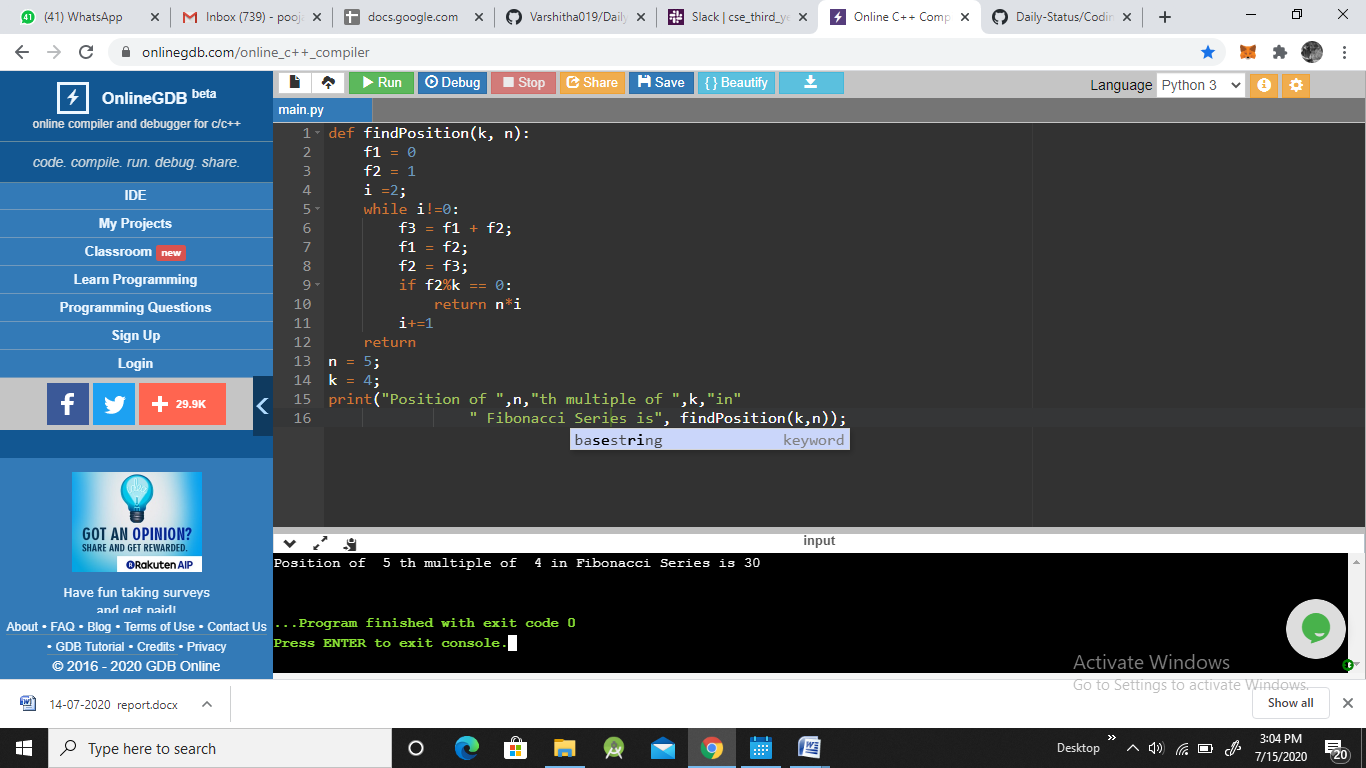 (41) WhatsApp
Inbox (739) - pooj
docs.google.com
Varshitha019/Daily
Slack | cse_third_ye
Online C++ Comp
Daily-Status/Codin
onlinegdb.com/online_c++_compiler
OnlineGDB beta
online compiler and debugger for c/c++
code. compile. run. debug. share.
IDE
My Projects
Classroom new
Learn Programming
Programming Questions
Sign Up
Login
f
+ 29.9K
GOT AN OPINION?
SHARE AND GET REWARDED.
Rakuten AIP
Have fun taking surveys
and get paid!
About • FAQ • Blog • Terms of Use • Contact Us
• GDB Tutorial • Credits • Privacy
© 2016 - 2020 GDB Online
Run Debug Stop Share Save { } Beautify
Language Python 3
main.py
1 def findPosition(k, n):
2 f1 = 0
3 f2 = 1
4 i =2;
5 while i!=0:
6 f3 = f1 + f2;
7 f1 = f2;
8 f2 = f3;
9 if f2%k == 0:
10 return n*i
11 i+=1
12 return
13 n = 5;
14 k = 4;
15 print("Position of ",n,"th multiple of ",k,"in"
16 " Fibonacci Series is", findPosition(k,n));
basestring keyword
input
Position of  5 th multiple of  4 in Fibonacci Series is 30
...Program finished with exit code 0
Press ENTER to exit console.
Activate Windows
Go to Settings to activate Windows.
14-07-2020 report.docx
Show all
Type here to search
Desktop
3:04 PM
7/15/2020
20